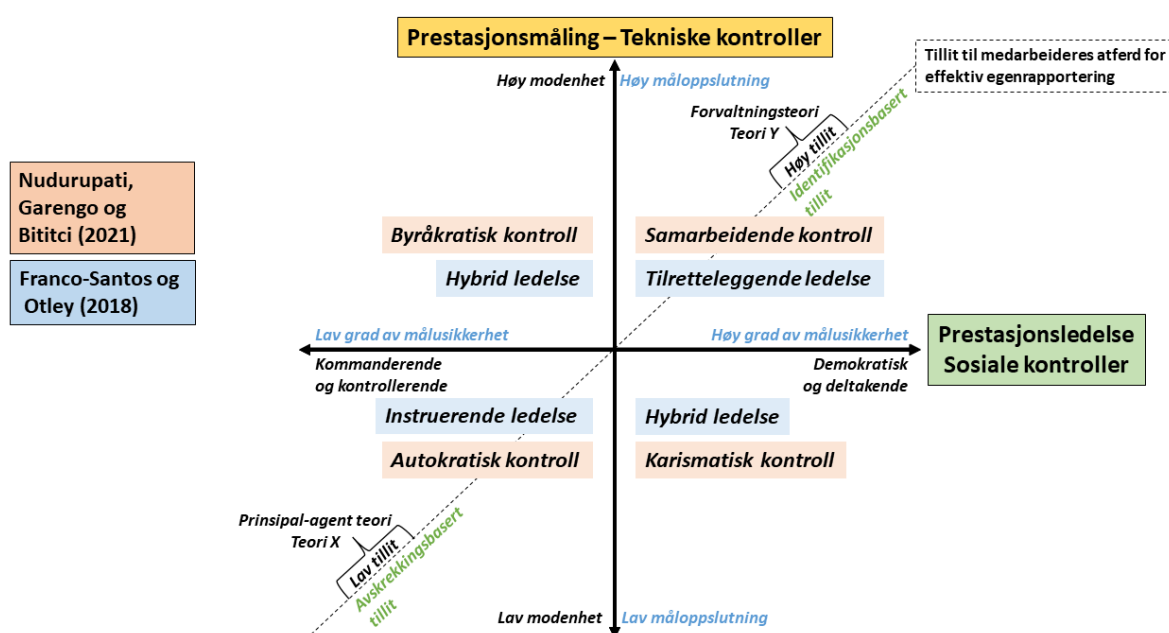 Prestasjonsmåling – Tekniske kontroller
Høy modenhet
Høy måloppslutning
Tillit til medarbeideres atferd for
effektiv egenrapportering
Forvaltningsteori
Teori Y
Høy tillit
Identifikasjonsbasert
tillit
Nudurupati,
Garengo og
Bititci (2021)
Franco-Santos og
Otley (2018)
Byråkratisk kontroll
Samarbeidende kontroll
Hybrid ledelse
Tilretteleggende ledelse
Lav grad av målusikkerhet
Høy grad av målusikkerhet
Kommanderende
og kontrollerende
Demokratisk
og deltakende
Prestasjonsledelse
Sosiale kontroller
Instruerende ledelse
Hybrid ledelse
Autokratisk kontroll
Karismatisk kontroll
Prinsipal-agent teori
Teori X
Lav tillit
Avskrekkingsbasert
tillit
Lav modenhet
Lav måloppslutning